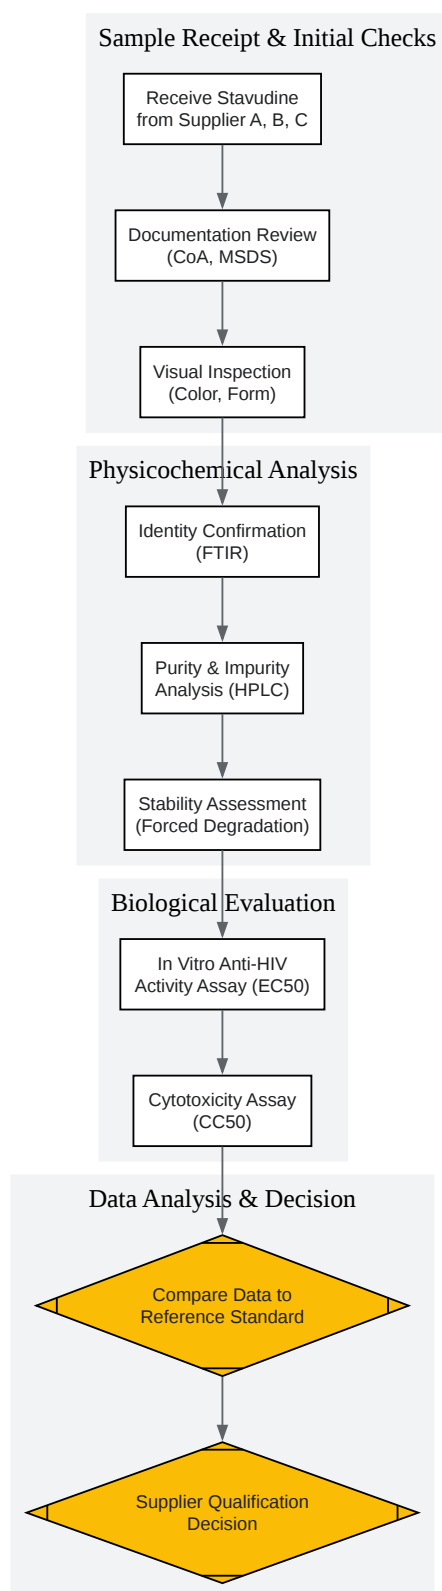 Sample Receipt & Initial Checks
Receive Stavudine
from Supplier A, B, C
Documentation Review
(CoA, MSDS)
Visual Inspection
(Color, Form)
Physicochemical Analysis
Identity Confirmation
(FTIR)
Purity & Impurity
Analysis (HPLC)
Stability Assessment
(Forced Degradation)
Biological Evaluation
In Vitro Anti-HIV
Activity Assay (EC50)
Cytotoxicity Assay
(CC50)
Data Analysis & Decision
Compare Data to
Reference Standard
Supplier Qualification
Decision